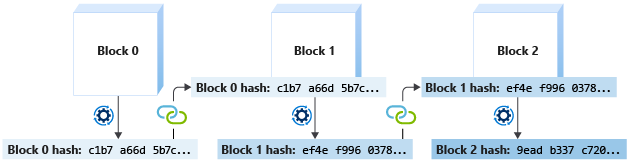 Block 0
Block 1
Block 2
Block 0 hash: c1b7 a66d 5b7c...
Block 1 hash: ef4e f996 0378...
Block 0 hash: c1b7 a66d 5b7c...
Block 1 hash: ef4e f996 0378...
Block 2 hash: 9ead b337 c720...